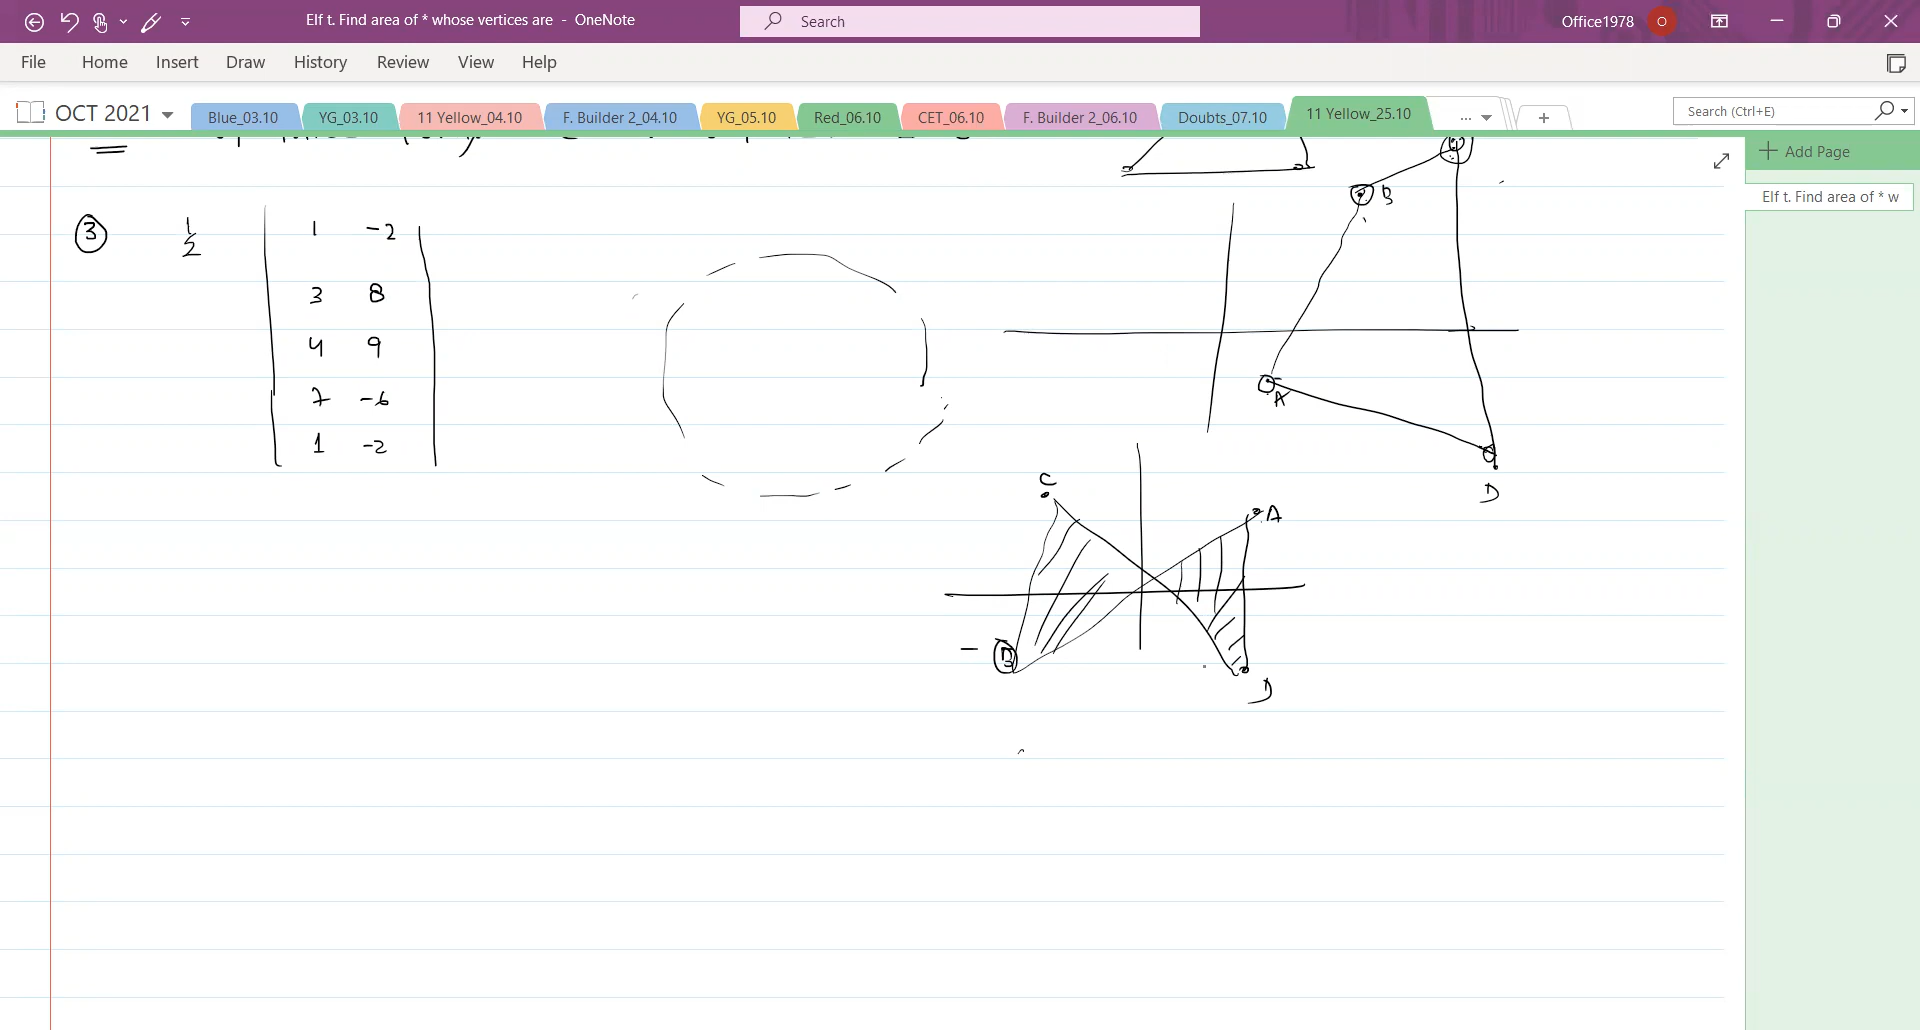 Elf t. Find area of * whose vertices are - OneNote
Search
Office1978
O
File Home Insert Draw History Review View Help
OCT 2021
Blue_03.10
YG_03.10
11 Yellow_04.10
F. Builder 2_04.10
YG_05.10
Red_06.10
CET_06.10
F. Builder 2_06.10
Doubts_07.10
11 Yellow_25.10
...
+
Search (Ctrl+E)
+ Add Page
Elf t. Find area of * w
3
1/2
1 -2
3 8
4 9
7 -6
1 -2
B
A
D
C
A
B
D